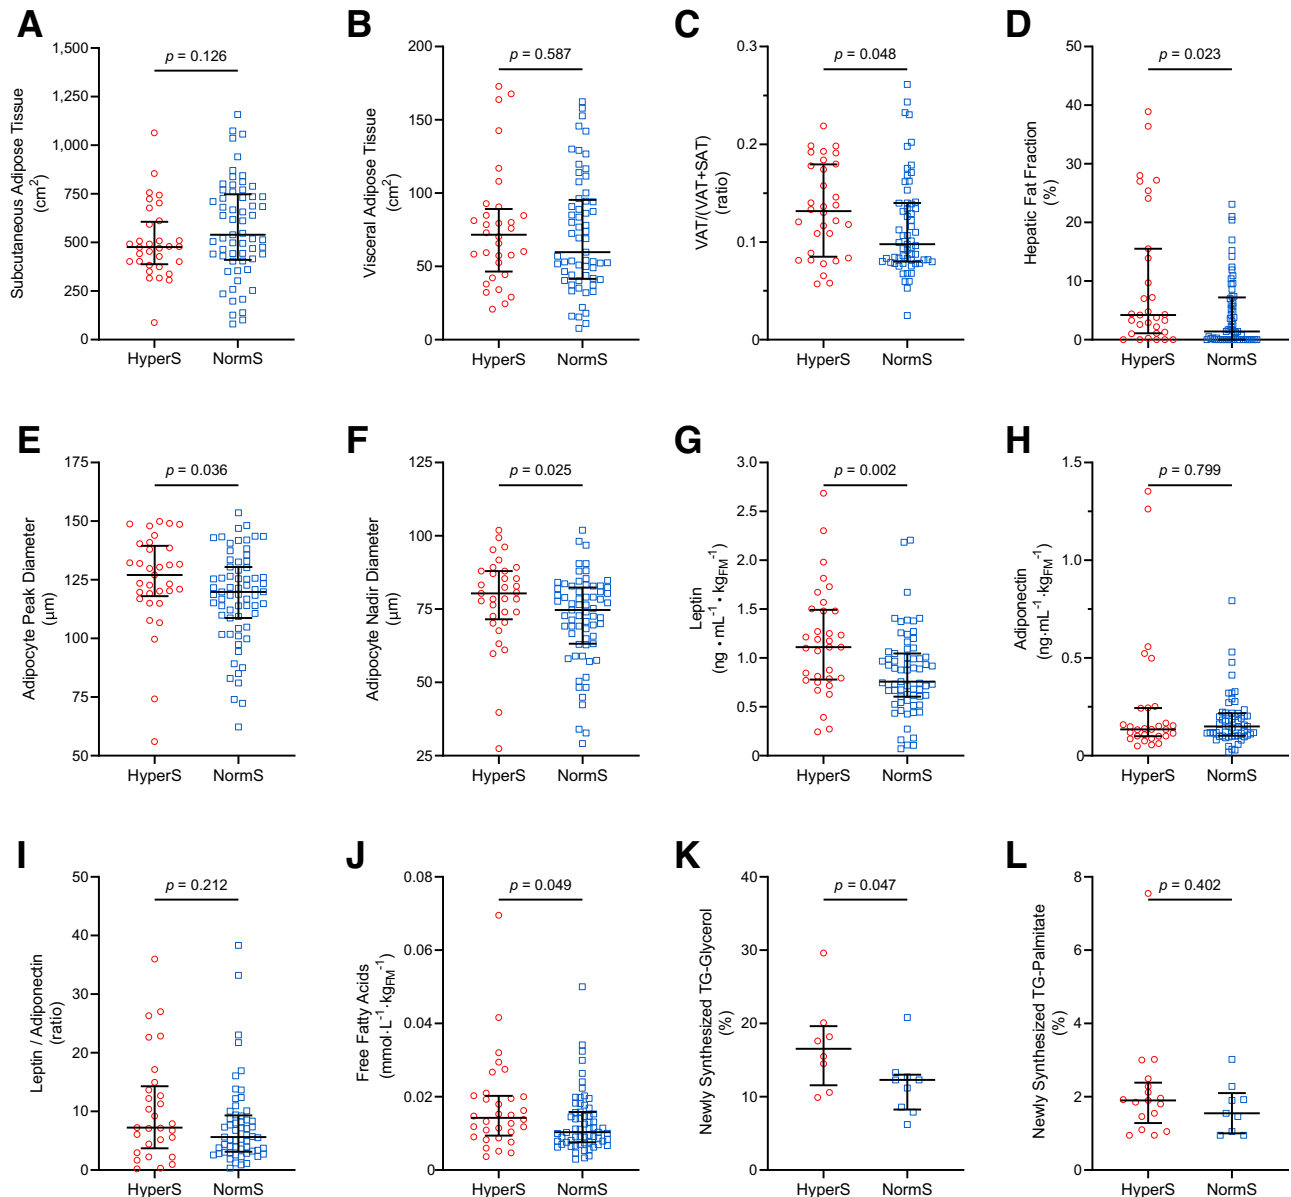 A
Subcutaneous Adipose Tissue
(cm²)
1,500
1,250
1,000
750
500
250
0
p = 0.126
HyperS
NormS
B
Visceral Adipose Tissue
(cm²)
200
150
100
50
0
p = 0.587
HyperS
NormS
C
VAT/(VAT+SAT)
(ratio)
0.3
0.2
0.1
0
p = 0.048
HyperS
NormS
D
Hepatic Fat Fraction
(%)
50
40
30
20
10
0
p = 0.023
HyperS
NormS
E
Adipocyte Peak Diameter
(µm)
175
150
125
100
75
50
p = 0.036
HyperS
NormS
F
Adipocyte Nadir Diameter
(µm)
125
100
75
50
25
p = 0.025
HyperS
NormS
G
Leptin
(ng • mL⁻¹ • kg_FM⁻¹)
3.0
2.5
2.0
1.5
1.0
0.5
0
p = 0.002
HyperS
NormS
H
Adiponectin
(ng·mL⁻¹·kg_FM⁻¹)
1.5
1.0
0.5
0
p = 0.799
HyperS
NormS
I
Leptin / Adiponectin
(ratio)
50
40
30
20
10
0
p = 0.212
HyperS
NormS
J
Free Fatty Acids
(mmol·L⁻¹·kg_FM⁻¹)
0.08
0.06
0.04
0.02
0
p = 0.049
HyperS
NormS
K
Newly Synthesized TG-Glycerol
(%)
40
30
20
10
0
p = 0.047
HyperS
NormS
L
Newly Synthesized TG-Palmitate
(%)
8
6
4
2
0
p = 0.402
HyperS
NormS